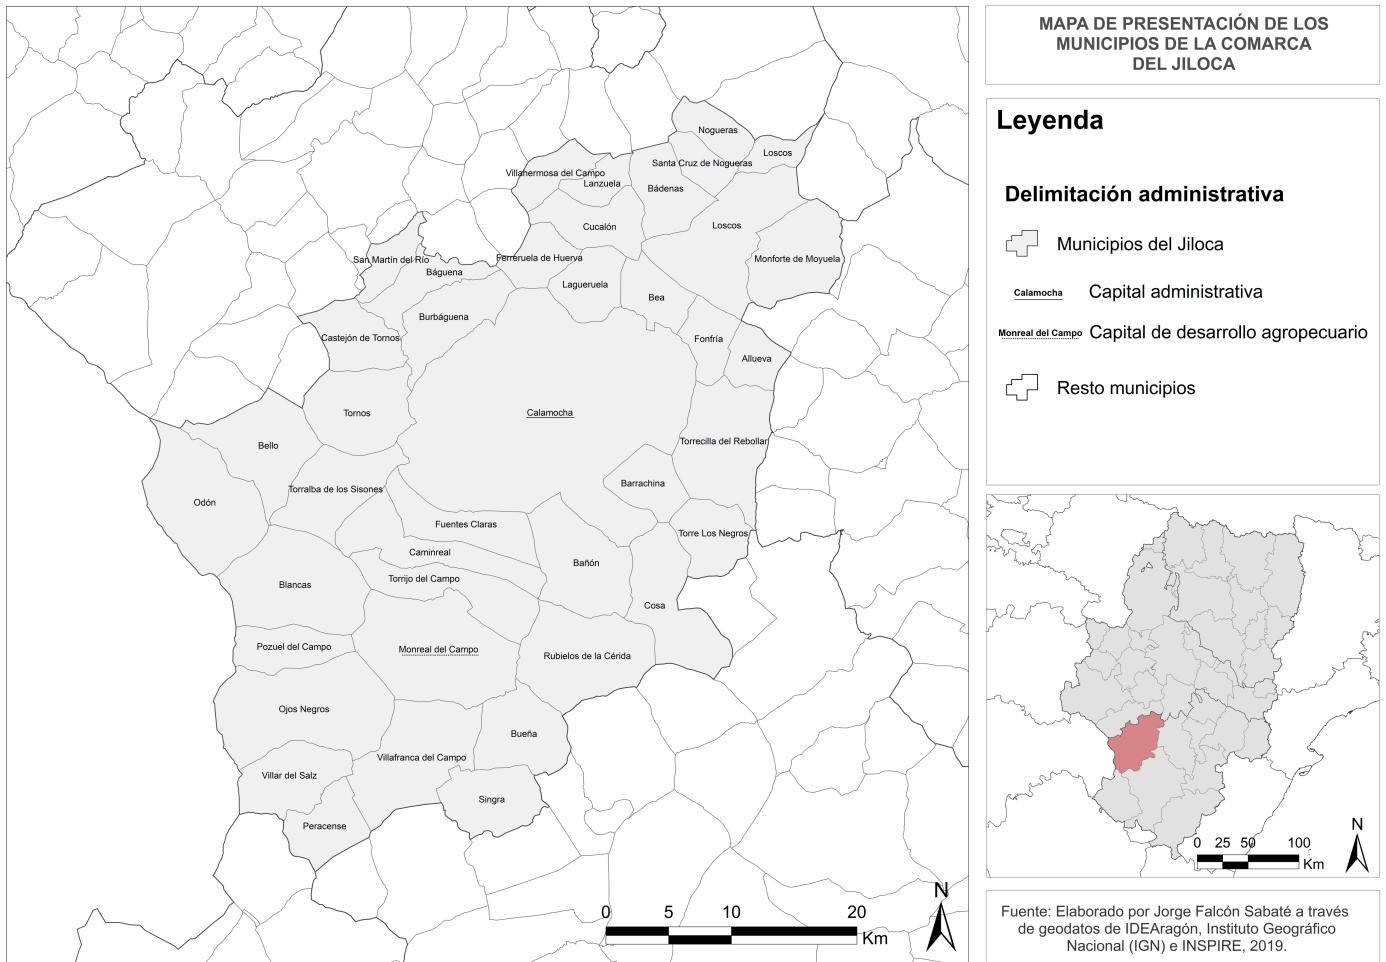 MAPA DE PRESENTACIÓN DE LOS
MUNICIPIOS DE LA COMARCA
DEL JILOCA
Leyenda
Delimitación administrativa
Municipios del Jiloca
Calamocha Capital administrativa
Monreal del Campo Capital de desarrollo agropecuario
Resto municipios
Nogueras
Loscos
Santa Cruz de Nogueras
Villahermosa del Campo
Lanzuela
Bádenas
Cucalón
Loscos
Ferreruela de Huerva
San Martín del Río
Monforte de Moyuela
Báguena
Lagueruela
Bea
Burbáguena
Castejón de Tornos
Fonfría
Allueva
Tornos
Calamocha
Bello
Torrecilla del Rebollar
Barrachina
Torralba de los Sisones
Odón
Fuentes Claras
Torre Los Negros
Caminreal
Bañón
Torrijo del Campo
Blancas
Cosa
Pozuel del Campo
Monreal del Campo
Rubielos de la Cérida
Ojos Negros
Bueña
Villafranca del Campo
Villar del Salz
Singra
Peracense
0 5 10 20
Km
N
0 25 50 100
Km
N
Fuente: Elaborado por Jorge Falcón Sabaté a través
de geodatos de IDEAragón, Instituto Geográfico
Nacional (IGN) e INSPIRE, 2019.